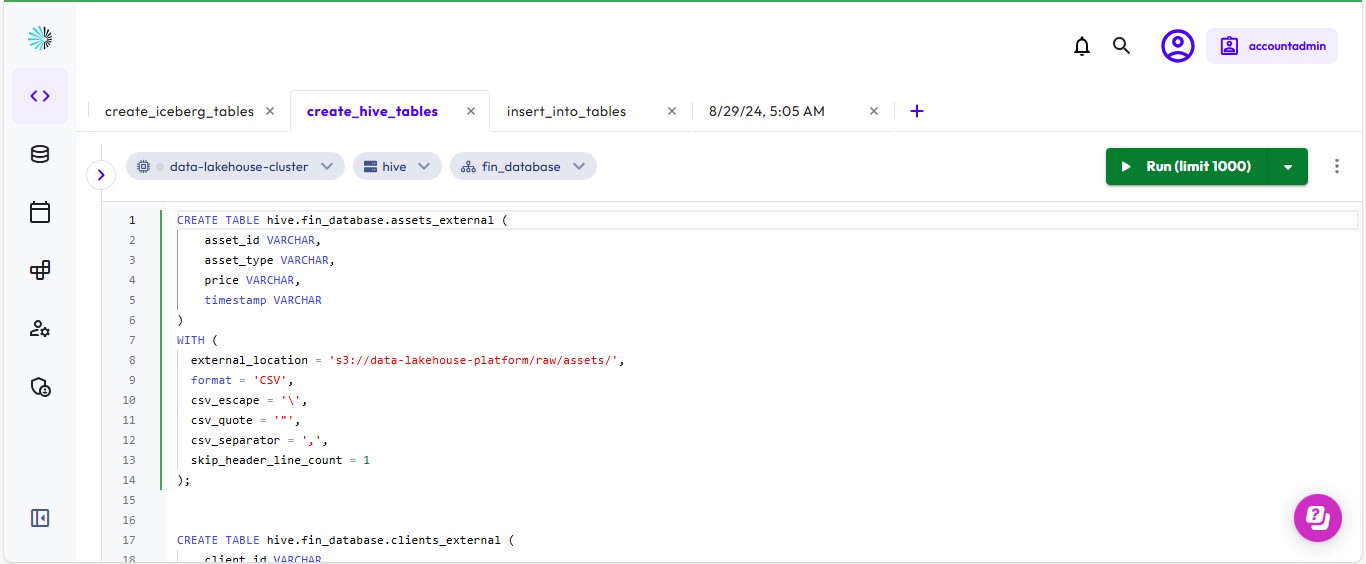 accountadmin
create_iceberg_tables
create_hive_tables
insert_into_tables
8/29/24, 5:05 AM
data-lakehouse-cluster
hive
fin_database
Run (limit 1000)
1 CREATE TABLE hive.fin_database.assets_external (
2 asset_id VARCHAR,
3 asset_type VARCHAR,
4 price VARCHAR,
5 timestamp VARCHAR
6 )
7 WITH (
8 external_location = 's3://data-lakehouse-platform/raw/assets/',
9 format = 'CSV',
10 csv_escape = '\',
11 csv_quote = '"',
12 csv_separator = ',',
13 skip_header_line_count = 1
14 );
15
16
17 CREATE TABLE hive.fin_database.clients_external (
18 client_id VARCHAR